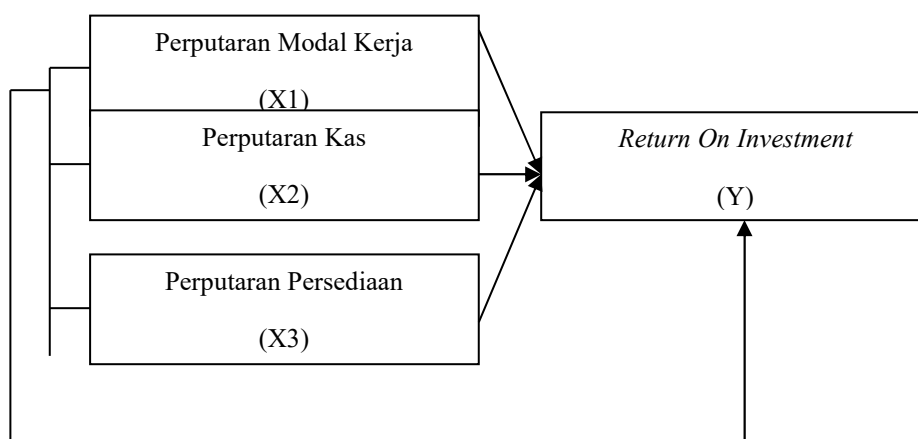 Perputaran Modal Kerja
(X1)
Perputaran Kas
(X2)
Perputaran Persediaan
(X3)
Return On Investment
(Y)